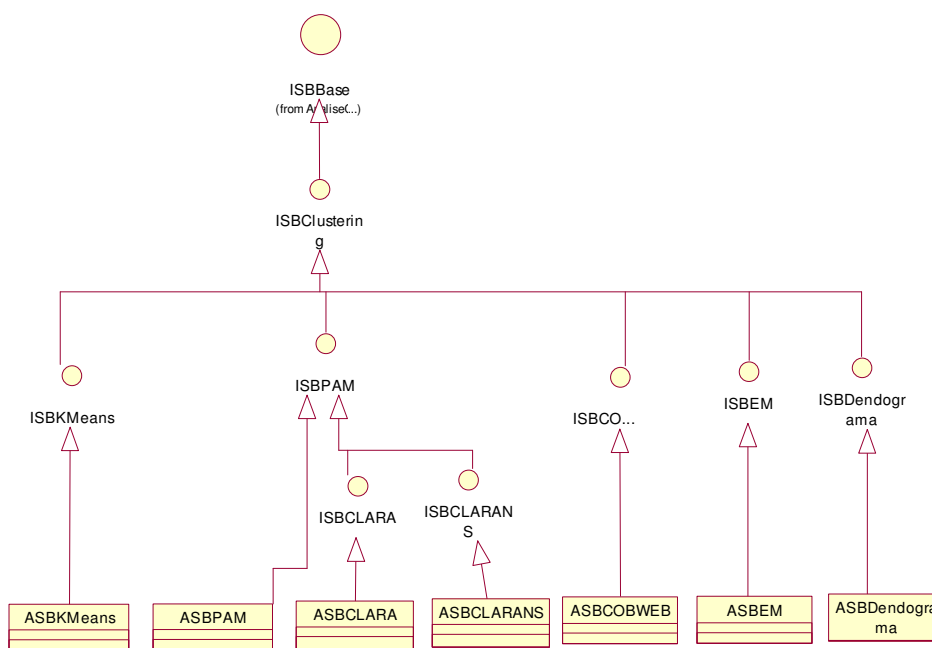 ISBBase
(from AnaliseC...)
ISBClusterin
g
ISBPAM
ISBKMeans
ISBCO...
ISBEM
ISBDendogr
ama
ISBCLARA
ISBCLARAN
S
ASBKMeans
ASBPAM
ASBCLARA
ASBCLARANS
ASBCOBWEB
ASBEM
ASBDendogra
ma